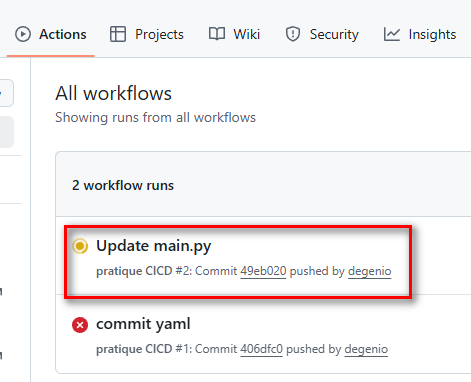 Actions Projects Wiki Security Insights
All workflows
Showing runs from all workflows
2 workflow runs
Update main.py
pratique CICD #2: Commit 49eb020 pushed by degenio
commit yaml
pratique CICD #1: Commit 406dfc0 pushed by degenio